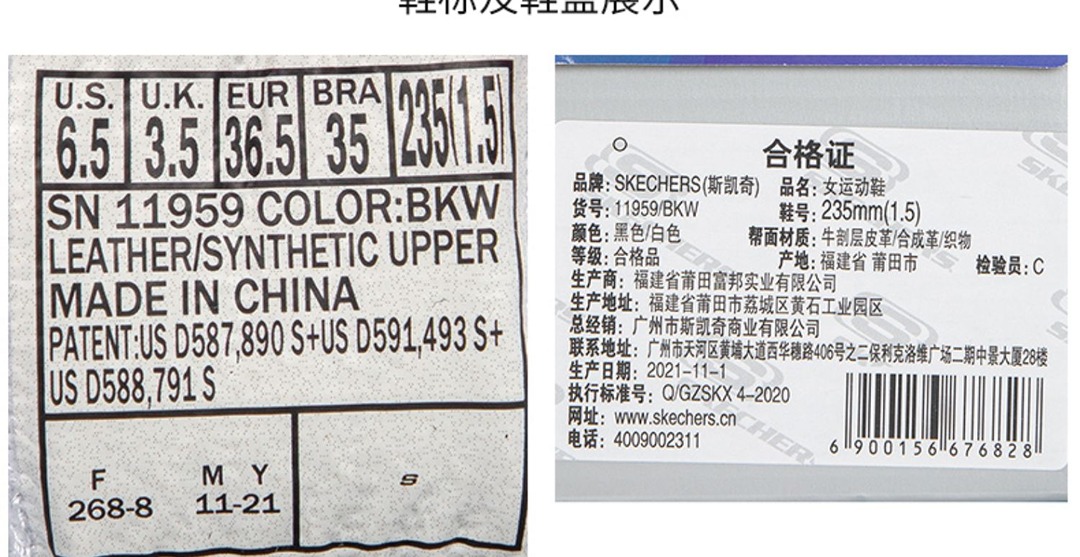 鞋标及鞋盒展示
U.S. U.K. EUR BRA 235(1.5)
6.5 3.5 36.5 35
SN 11959 COLOR:BKW
LEATHER/SYNTHETIC UPPER
MADE IN CHINA
PATENT:US D587,890 S+US D591,493 S+
US D588,791 S
F M Y S
268-8 11-21
合格证
品牌: SKECHERS(斯凯奇) 品名: 女运动鞋
货号: 11959/BKW 鞋号: 235mm(1.5)
颜色: 黑色/白色 帮面材质: 牛剖层皮革/合成革/织物
等级: 合格品 产地: 福建省 莆田市 检验员: C
生产商: 福建省莆田富邦实业有限公司
生产地址: 福建省莆田市荔城区黄石工业园区
总经销: 广州市斯凯奇商业有限公司
联系地址: 广州市天河区黄埔大道西华穗路406号之二保利克洛维广场二期中景大厦28楼
生产日期: 2021-11-1
执行标准号: Q/GZSKX 4-2020
网址: www.skechers.cn
电话: 4009002311
6 900156 676828
SKECHERS